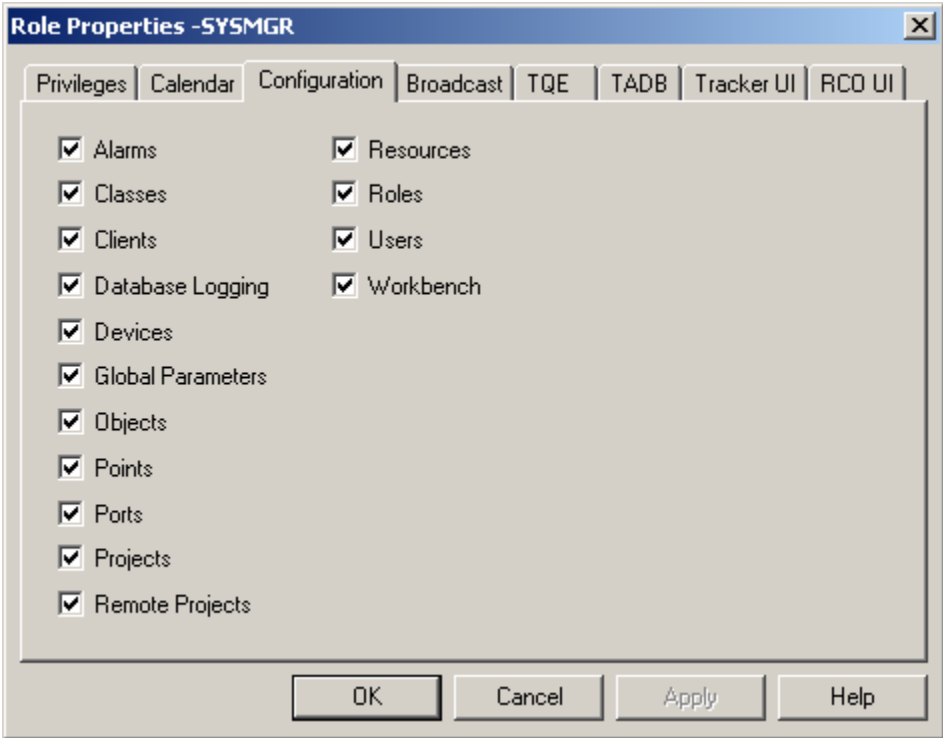 Role Properties -SYSMGR
Privileges Calendar Configuration Broadcast TQE TADB Tracker UI RCO UI
Alarms Resources
Classes Roles
Clients Users
Database Logging Workbench
Devices
Global Parameters
Objects
Points
Ports
Projects
Remote Projects
OK Cancel Apply Help